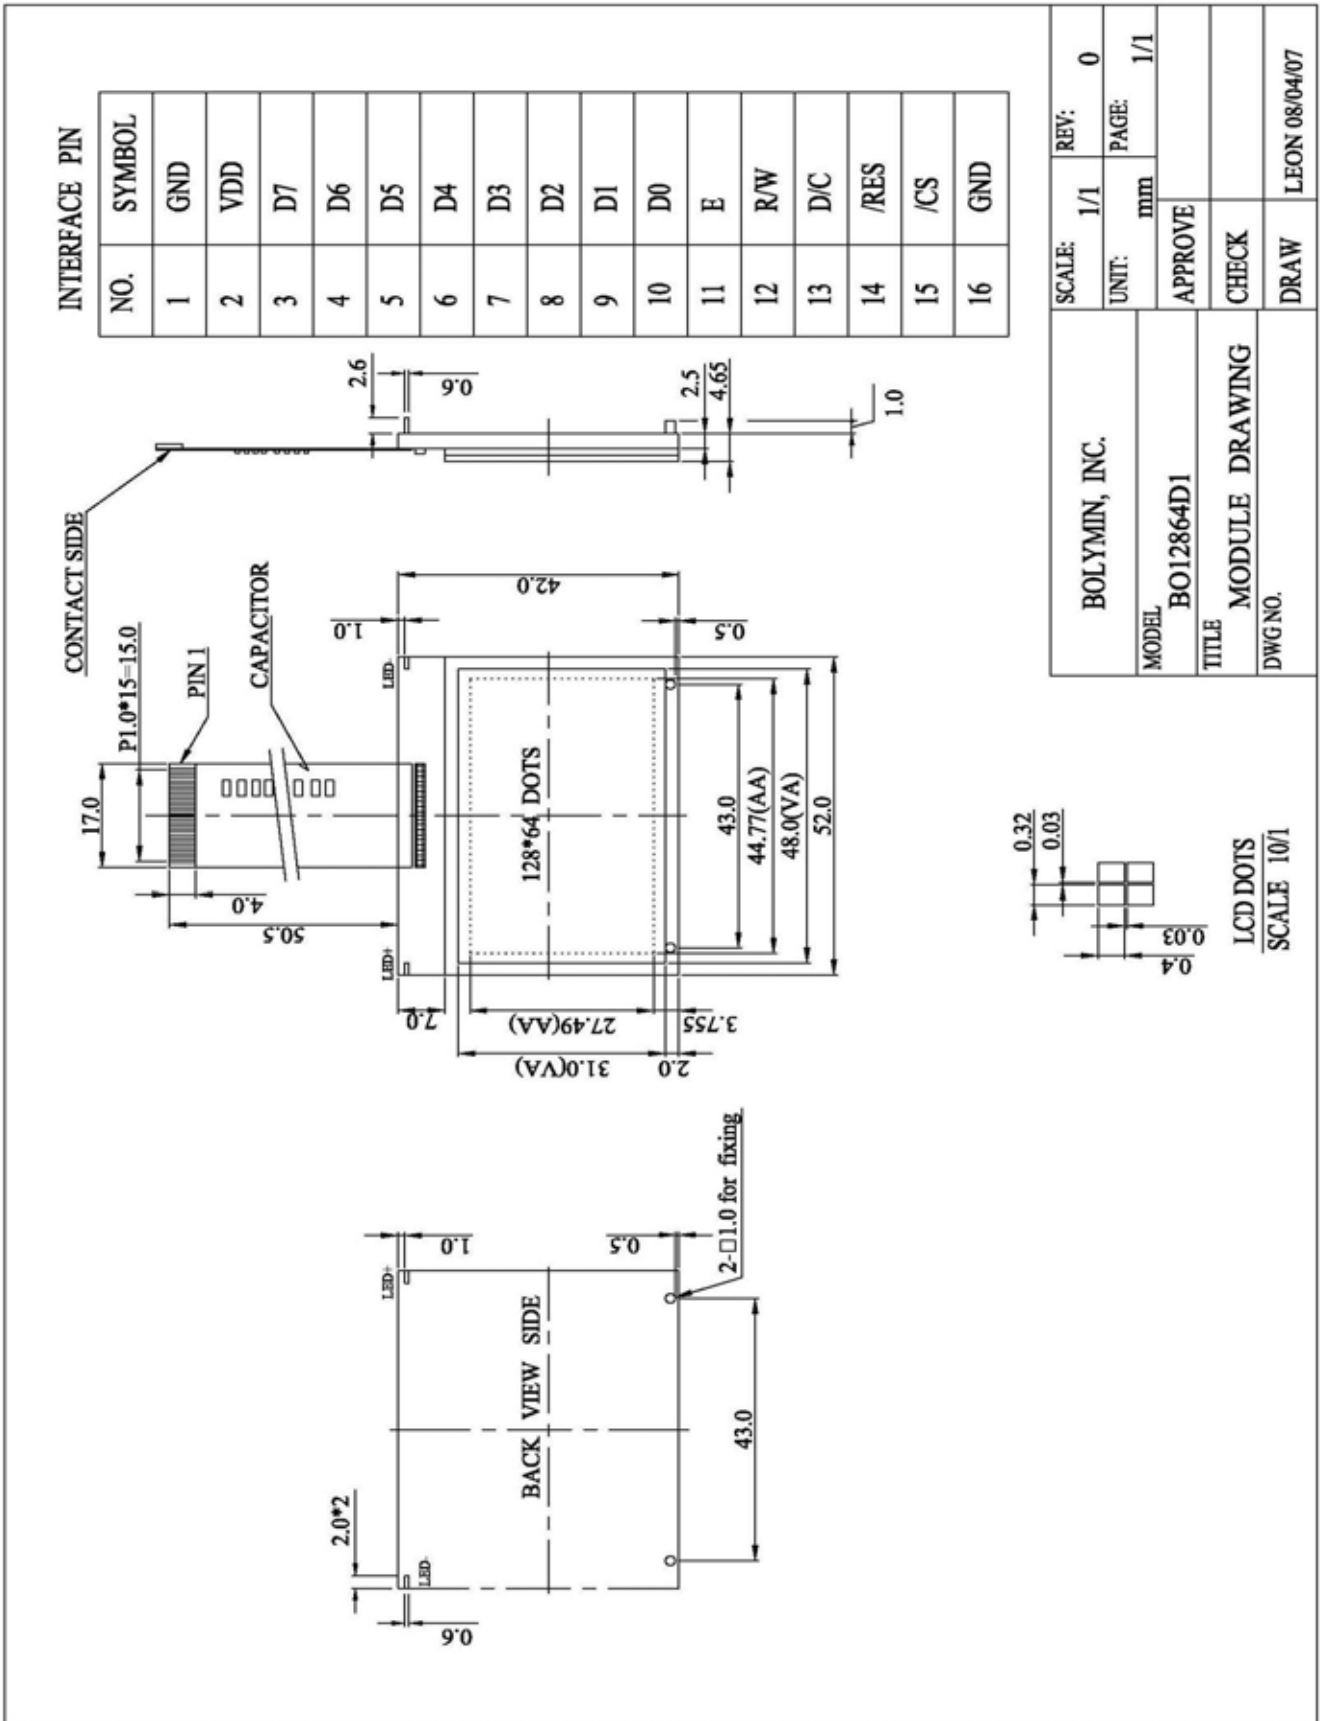 INTERFACE PIN
NO. SYMBOL
1 GND
2 VDD
3 D7
4 D6
5 D5
6 D4
7 D3
8 D2
9 D1
10 D0
11 E
12 R/W
13 D/C
14 /RES
15 /CS
16 GND
CONTACT SIDE
2.6
0.6
2.5
4.65
1.0
17.0
P1.0*15=15.0
PIN 1
CAPACITOR
4.0
50.5
LED+
LED-
1.0
42.0
0.5
7.0
128*64 DOTS
27.49(AA)
3.755
31.0(VA)
2.0
43.0
44.77(AA)
48.0(VA)
52.0
2.0*2
LED-
LED+
0.6
1.0
0.5
BACK VIEW SIDE
2-□1.0 for fixing
43.0
0.32
0.03
0.03
0.4
LCD DOTS
SCALE 10/1
BOLYMIN, INC.
MODEL
BO12864D1
TITLE
MODULE DRAWING
DWG NO.
SCALE: 1/1
REV: 0
UNIT: mm
PAGE: 1/1
APPROVE
CHECK
DRAW LEON 08/04/07